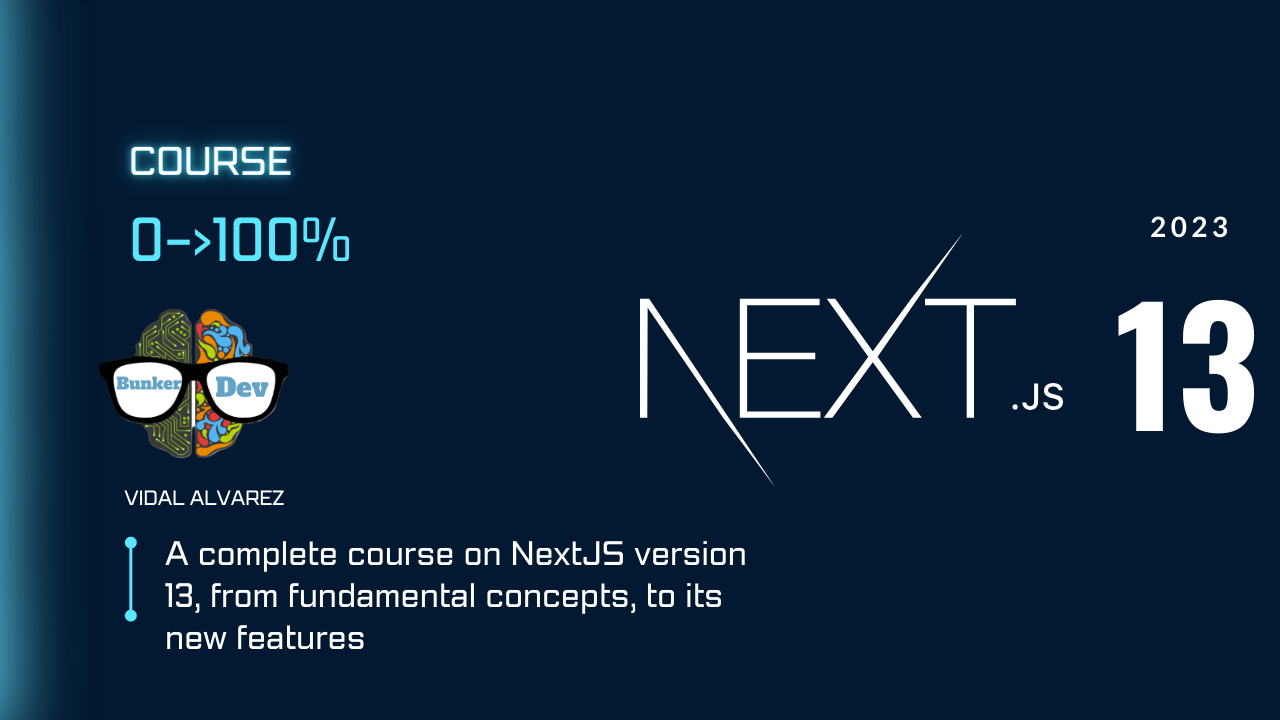 COURSE
0->100%
2023
NEXT.JS 13
Bunker Dev
VIDAL ALVAREZ
A complete course on NextJS version
13, from fundamental concepts, to its
new features